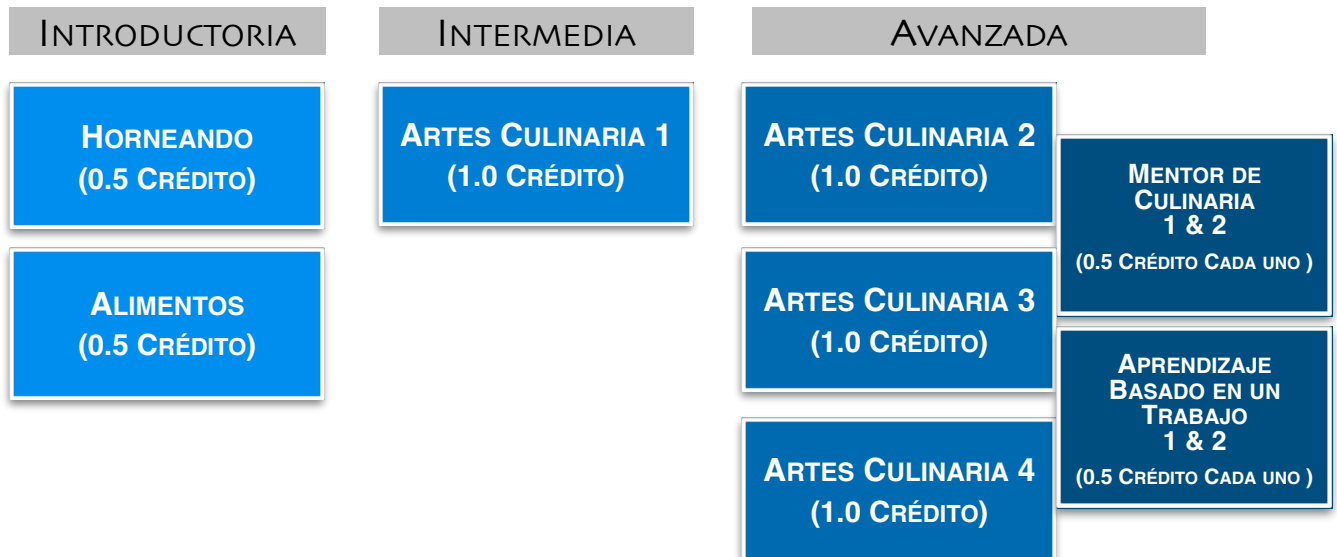 INTRODUCTORIA
INTERMEDIA
AVANZADA
HORNEANDO
(0.5 CRÉDITO)
ALIMENTOS
(0.5 CRÉDITO)
ARTES CULINARIA 1
(1.0 CRÉDITO)
ARTES CULINARIA 2
(1.0 CRÉDITO)
ARTES CULINARIA 3
(1.0 CRÉDITO)
ARTES CULINARIA 4
(1.0 CRÉDITO)
MENTOR DE
CULINARIA
1 & 2
(0.5 CRÉDITO CADA UNO )
APRENDIZAJE
BASADO EN UN
TRABAJO
1 & 2
(0.5 CRÉDITO CADA UNO )